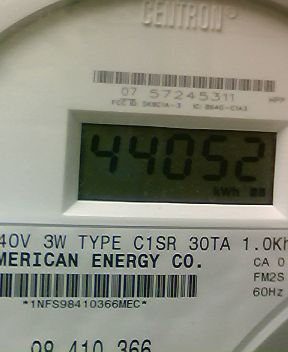 CENTRON®
07 57245311
44052
kWh
40V 3W TYPE C1SR 30TA 1.0Kh
MERICAN ENERGY CO.
CA 0
FM2S
60Hz
*1NFS98410366MEC*
98 410 366